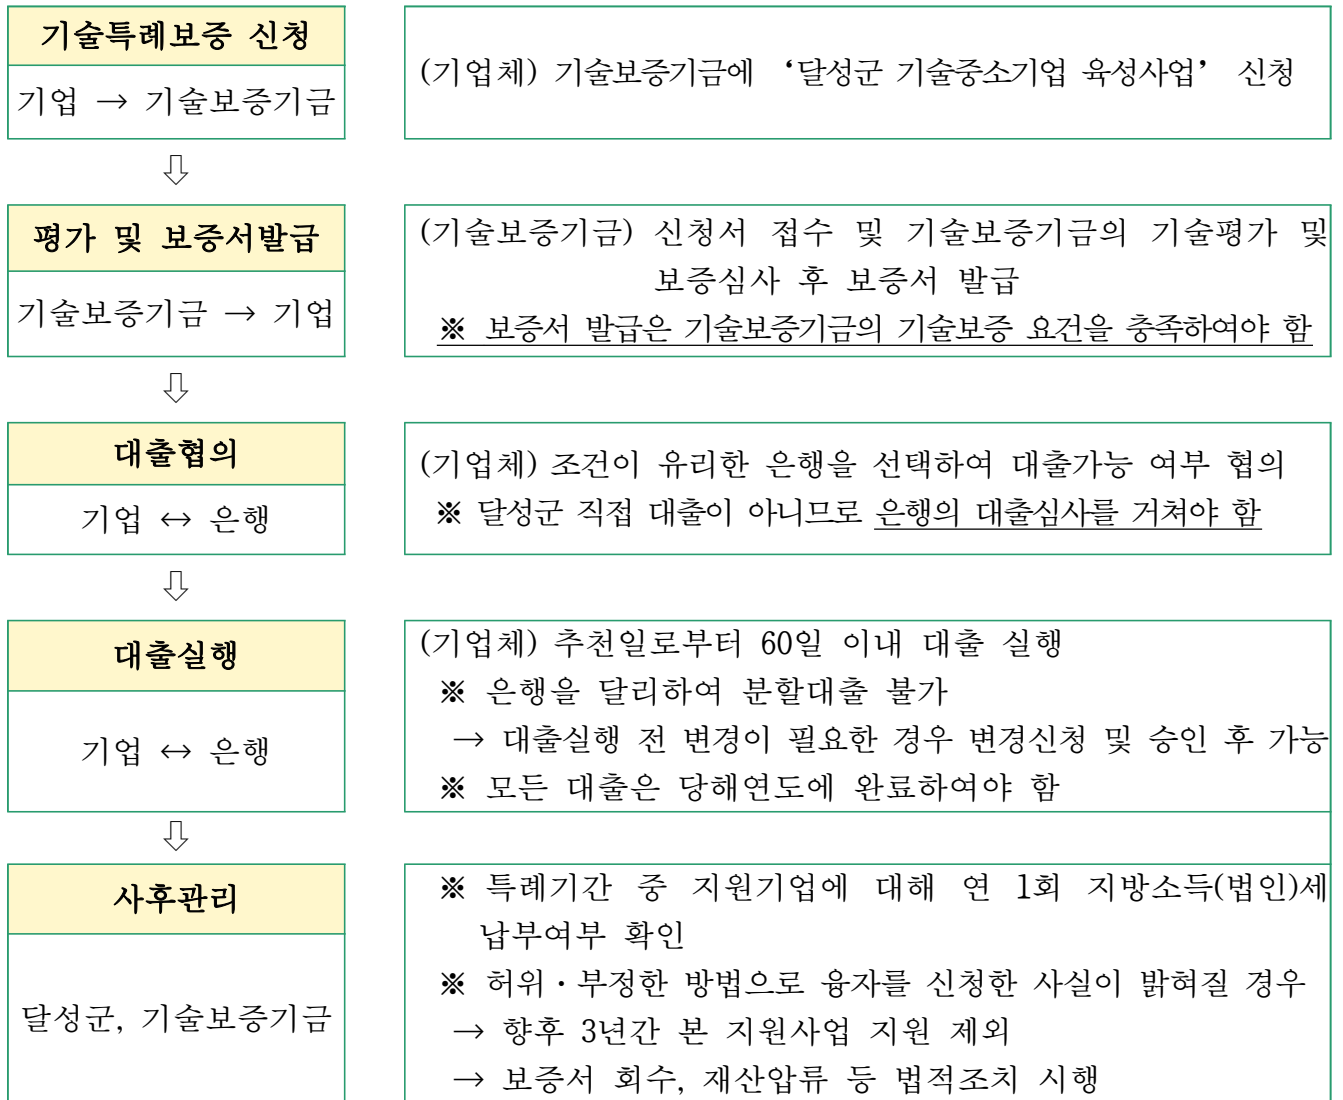 기술특례보증 신청
기업 → 기술보증기금
(기업체) 기술보증기금에 ‘달성군 기술중소기업 육성사업’ 신청
⇩
평가 및 보증서발급
기술보증기금 → 기업
(기술보증기금) 신청서 접수 및 기술보증기금의 기술평가 및
보증심사 후 보증서 발급
※ 보증서 발급은 기술보증기금의 기술보증 요건을 충족하여야 함
⇩
대출협의
기업 ↔ 은행
(기업체) 조건이 유리한 은행을 선택하여 대출가능 여부 협의
※ 달성군 직접 대출이 아니므로 은행의 대출심사를 거쳐야 함
⇩
대출실행
기업 ↔ 은행
(기업체) 추천일로부터 60일 이내 대출 실행
※ 은행을 달리하여 분할대출 불가
→ 대출실행 전 변경이 필요한 경우 변경신청 및 승인 후 가능
※ 모든 대출은 당해연도에 완료하여야 함
⇩
사후관리
달성군, 기술보증기금
※ 특례기간 중 지원기업에 대해 연 1회 지방소득(법인)세
납부여부 확인
※ 허위·부정한 방법으로 융자를 신청한 사실이 밝혀질 경우
→ 향후 3년간 본 지원사업 지원 제외
→ 보증서 회수, 재산압류 등 법적조치 시행